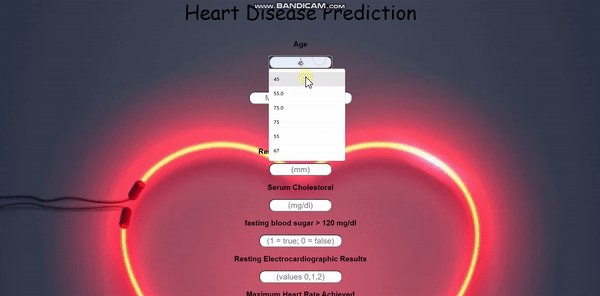 www.BANDICAM.com
Heart Disease Prediction
Age
45
45
55.0
75.0
75
55
67
(mm)
Serum Cholestoral
(mg/dl)
fasting blood sugar > 120 mg/dl
(1 = true; 0 = false)
Resting Electrocardiographic Results
(values 0,1,2)
Maximum Heart Rate Achieved